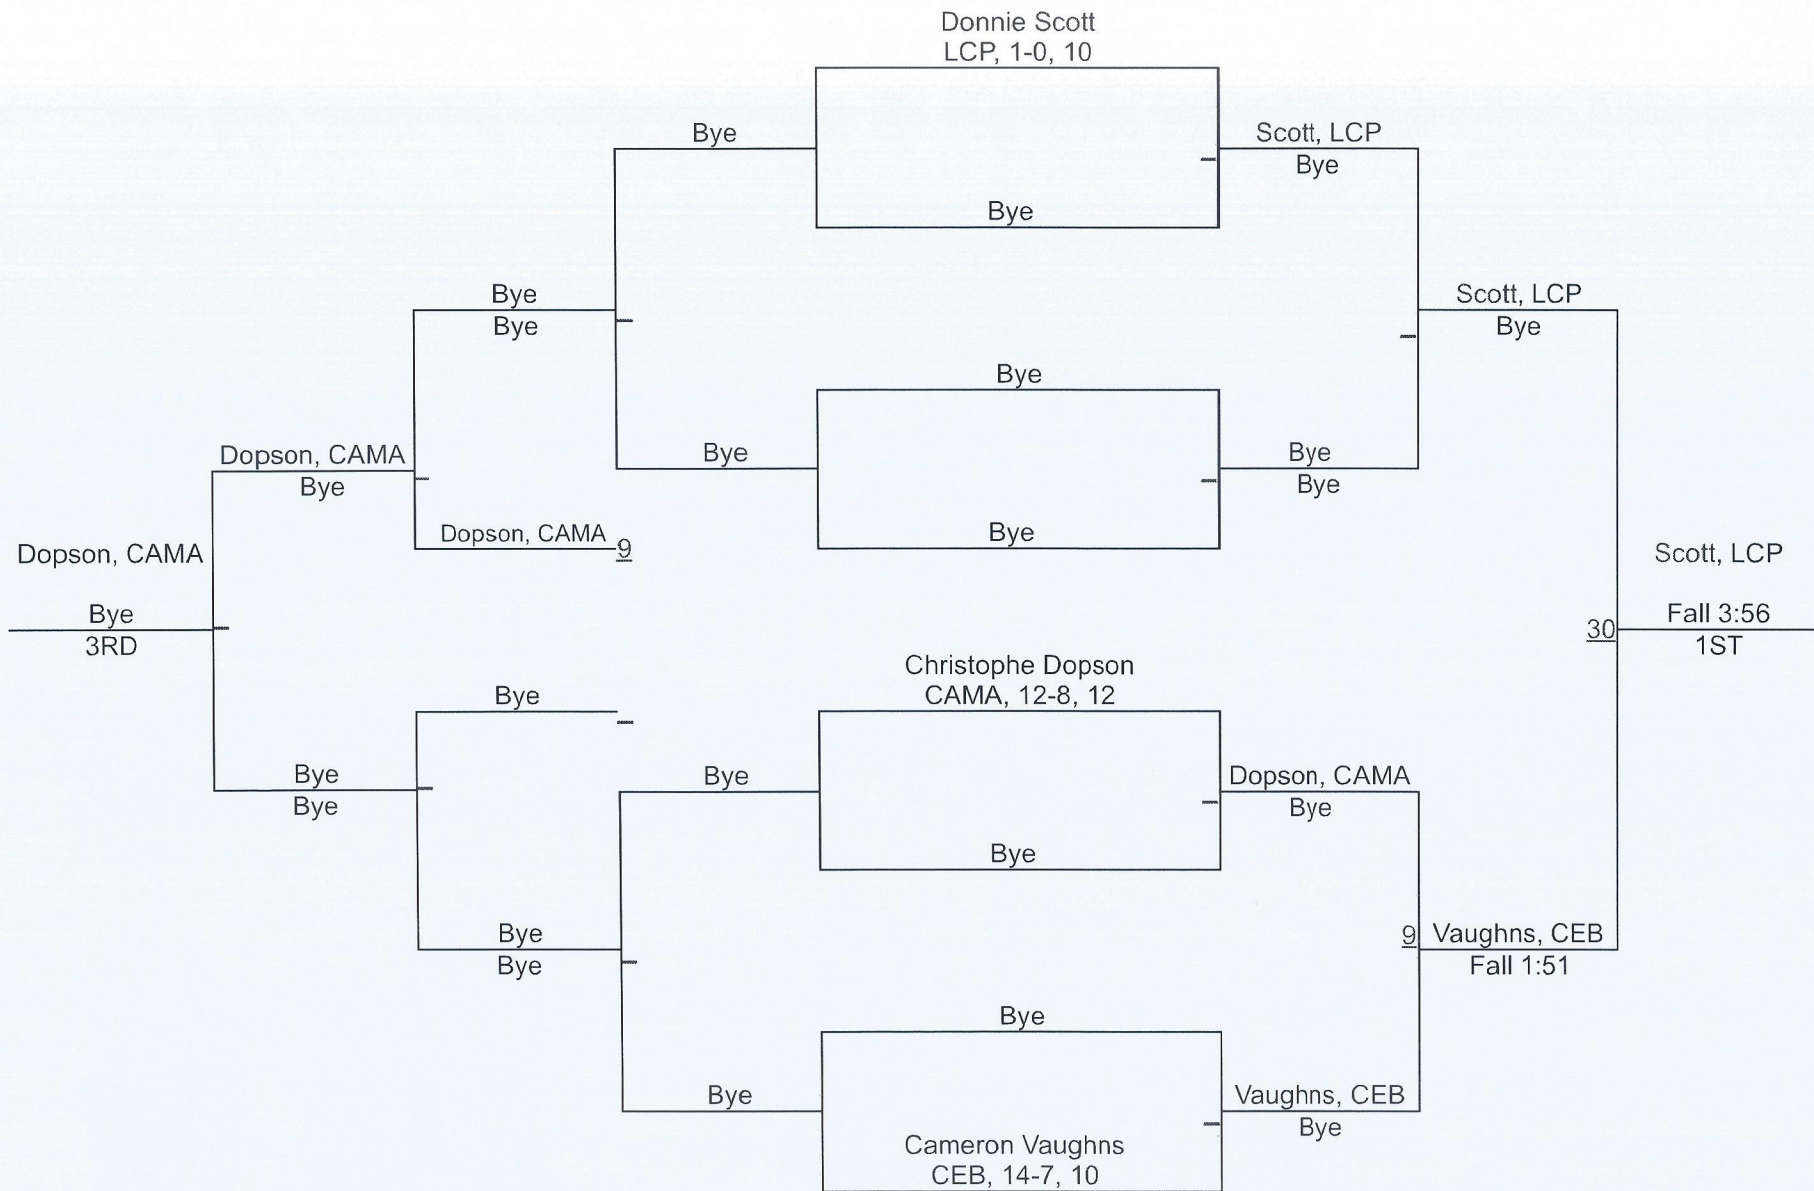 Donnie Scott
LCP, 1-0, 10
Bye
Scott, LCP
Bye
Bye
Bye
Bye
Scott, LCP
Bye
Bye
Dopson, CAMA
Bye
Bye
Bye
Bye
Dopson, CAMA
9
Bye
Dopson, CAMA
Bye
3RD
Scott, LCP
30
Fall 3:56
1ST
Christophe Dopson
CAMA, 12-8, 12
Bye
Bye
Bye
Bye
Dopson, CAMA
Bye
Bye
Bye
Bye
9
Vaughns, CEB
Fall 1:51
Bye
Bye
Vaughns, CEB
Bye
Cameron Vaughns
CEB, 14-7, 10